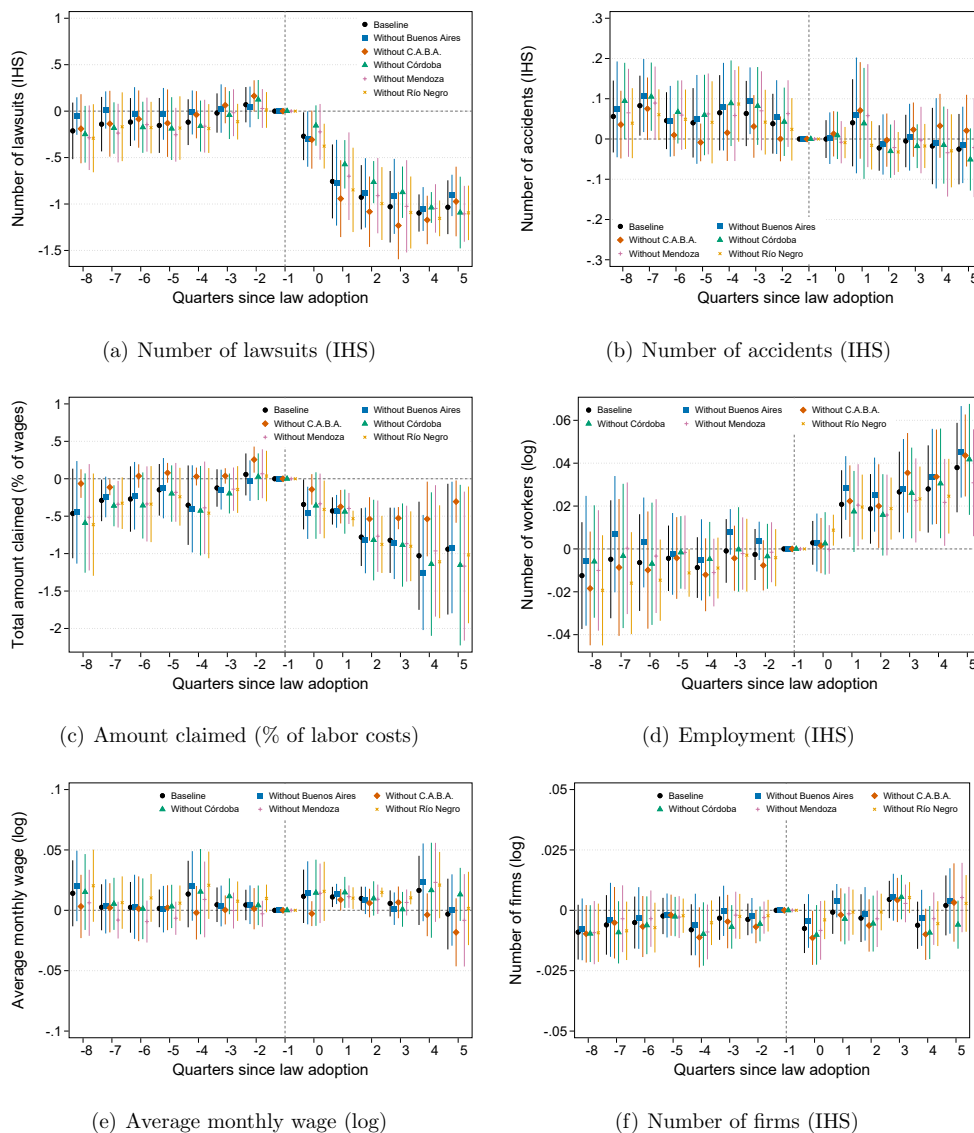 Number of lawsuits (IHS)
1
.5
0
-.5
-1
-1.5
Baseline
Without Buenos Aires
Without C.A.B.A.
Without Córdoba
Without Mendoza
Without Río Negro
-8 -7 -6 -5 -4 -3 -2 -1 0 1 2 3 4 5
Quarters since law adoption
(a) Number of lawsuits (IHS)
Number of accidents (IHS)
.3
.2
.1
0
.1
.2
-.3
Baseline Without Buenos Aires
Without C.A.B.A. Without Córdoba
Without Mendoza Without Río Negro
-8 -7 -6 -5 -4 -3 -2 -1 0 1 2 3 4 5
Quarters since law adoption
(b) Number of accidents (IHS)
Total amount claimed (% of wages)
1
.5
0
-.5
-1
-1.5
-2
Baseline Without Buenos Aires
Without C.A.B.A. Without Córdoba
Without Mendoza Without Río Negro
-8 -7 -6 -5 -4 -3 -2 -1 0 1 2 3 4 5
Quarters since law adoption
(c) Amount claimed (% of labor costs)
Number of workers (log)
.06
.04
.02
0
-.02
-.04
Baseline Without Buenos Aires Without C.A.B.A.
Without Córdoba Without Mendoza Without Río Negro
-8 -7 -6 -5 -4 -3 -2 -1 0 1 2 3 4 5
Quarters since law adoption
(d) Employment (IHS)
Average monthly wage (log)
.1
.05
0
-.05
-.1
Baseline Without Buenos Aires Without C.A.B.A.
Without Córdoba Without Mendoza Without Río Negro
-8 -7 -6 -5 -4 -3 -2 -1 0 1 2 3 4 5
Quarters since law adoption
(e) Average monthly wage (log)
Number of firms (log)
.05
.025
0
-.025
-.05
Baseline Without Buenos Aires Without C.A.B.A.
Without Córdoba Without Mendoza Without Río Negro
-8 -7 -6 -5 -4 -3 -2 -1 0 1 2 3 4 5
Quarters since law adoption
(f) Number of firms (IHS)